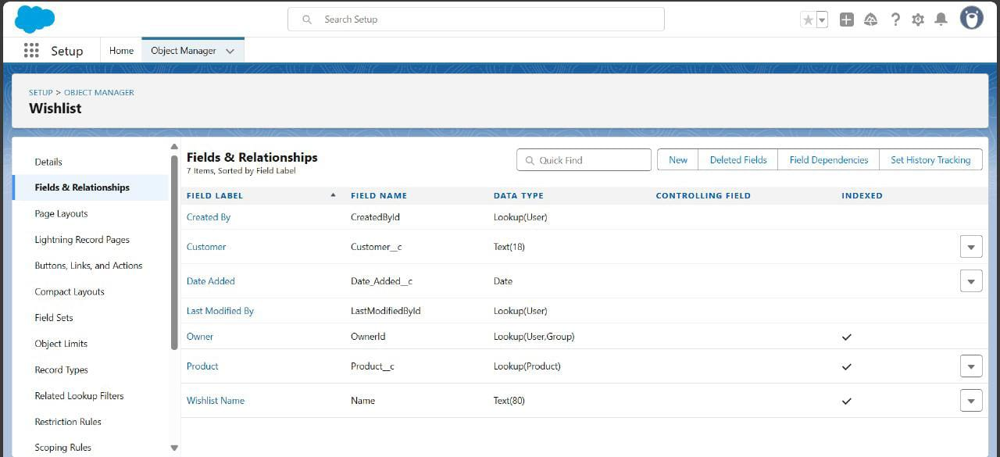 Search Setup
Setup
Home
Object Manager
SETUP > OBJECT MANAGER
Wishlist
Details
Fields & Relationships
Page Layouts
Lightning Record Pages
Buttons, Links, and Actions
Compact Layouts
Field Sets
Object Limits
Record Types
Related Lookup Filters
Restriction Rules
Scoping Rules
Fields & Relationships
7 Items, Sorted by Field Label
Quick Find
New
Deleted Fields
Field Dependencies
Set History Tracking
FIELD LABEL FIELD NAME DATA TYPE CONTROLLING FIELD INDEXED
Created By CreatedById Lookup(User)
Customer Customer__c Text(18)
Date Added Date_Added__c Date
Last Modified By LastModifiedById Lookup(User)
Owner OwnerId Lookup(User,Group)
Product Product__c Lookup(Product)
Wishlist Name Name Text(80)